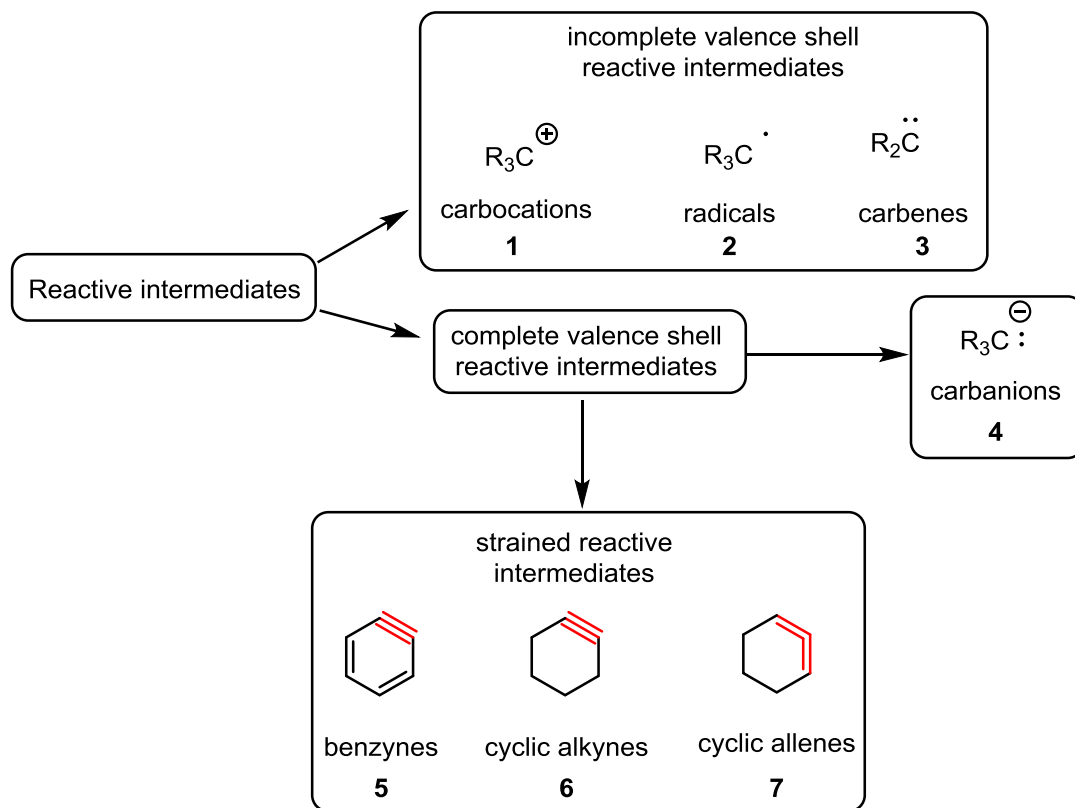 incomplete valence shell
reactive intermediates
R₃C⊕
R₃C·
R₂C̈
carbocations
radicals
carbenes
1
2
3
Reactive intermediates
complete valence shell
reactive intermediates
R₃C:⊖
carbanions
4
strained reactive
intermediates
benzynes
cyclic alkynes
cyclic allenes
5
6
7